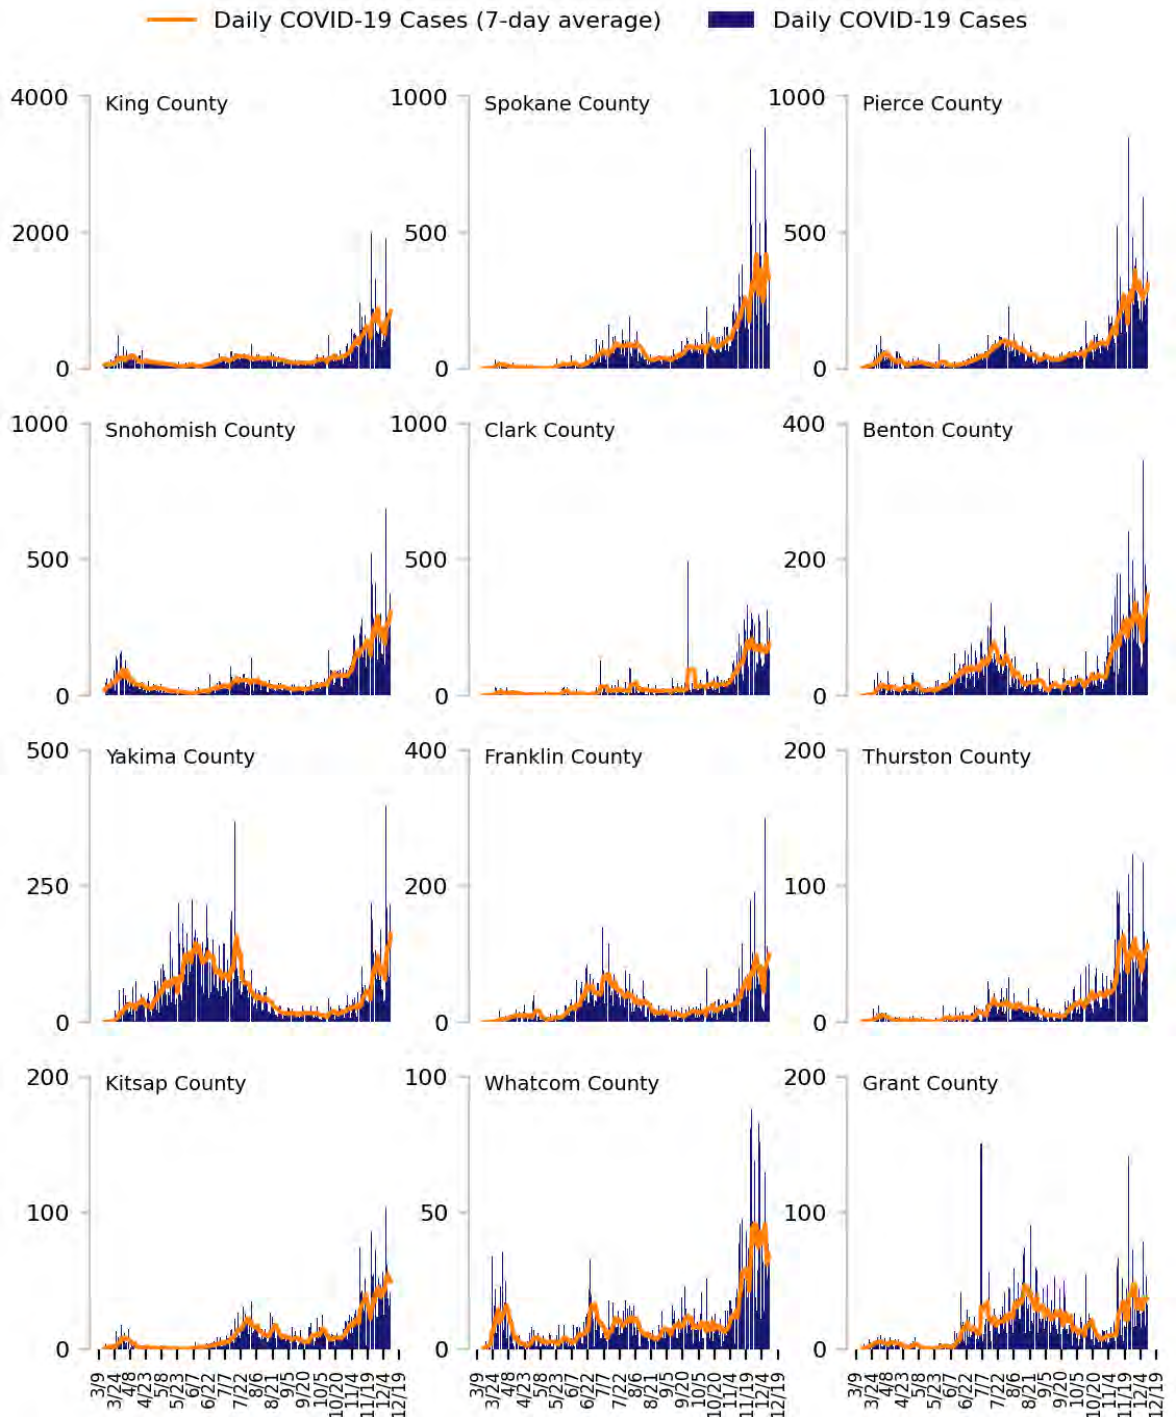 Daily COVID-19 Cases (7-day average) Daily COVID-19 Cases
4000 King County 1000 Spokane County 1000 Pierce County
2000 500 500
0 0 0
1000 Snohomish County 1000 Clark County 400 Benton County
500 500 200
0 0 0
500 Yakima County 400 Franklin County 200 Thurston County
250 200 100
0 0 0
200 Kitsap County 100 Whatcom County 200 Grant County
100 50 100
0 0 0
3/9 3/24 4/8 4/23 5/8 5/23 6/7 6/22 7/7 7/22 8/6 8/21 9/5 9/20 10/5 10/20 11/4 11/19 12/4 12/19
3/9 3/24 4/8 4/23 5/8 5/23 6/7 6/22 7/7 7/22 8/6 8/21 9/5 9/20 10/5 10/20 11/4 11/19 12/4 12/19
3/9 3/24 4/8 4/23 5/8 5/23 6/7 6/22 7/7 7/22 8/6 8/21 9/5 9/20 10/5 10/20 11/4 11/19 12/4 12/19